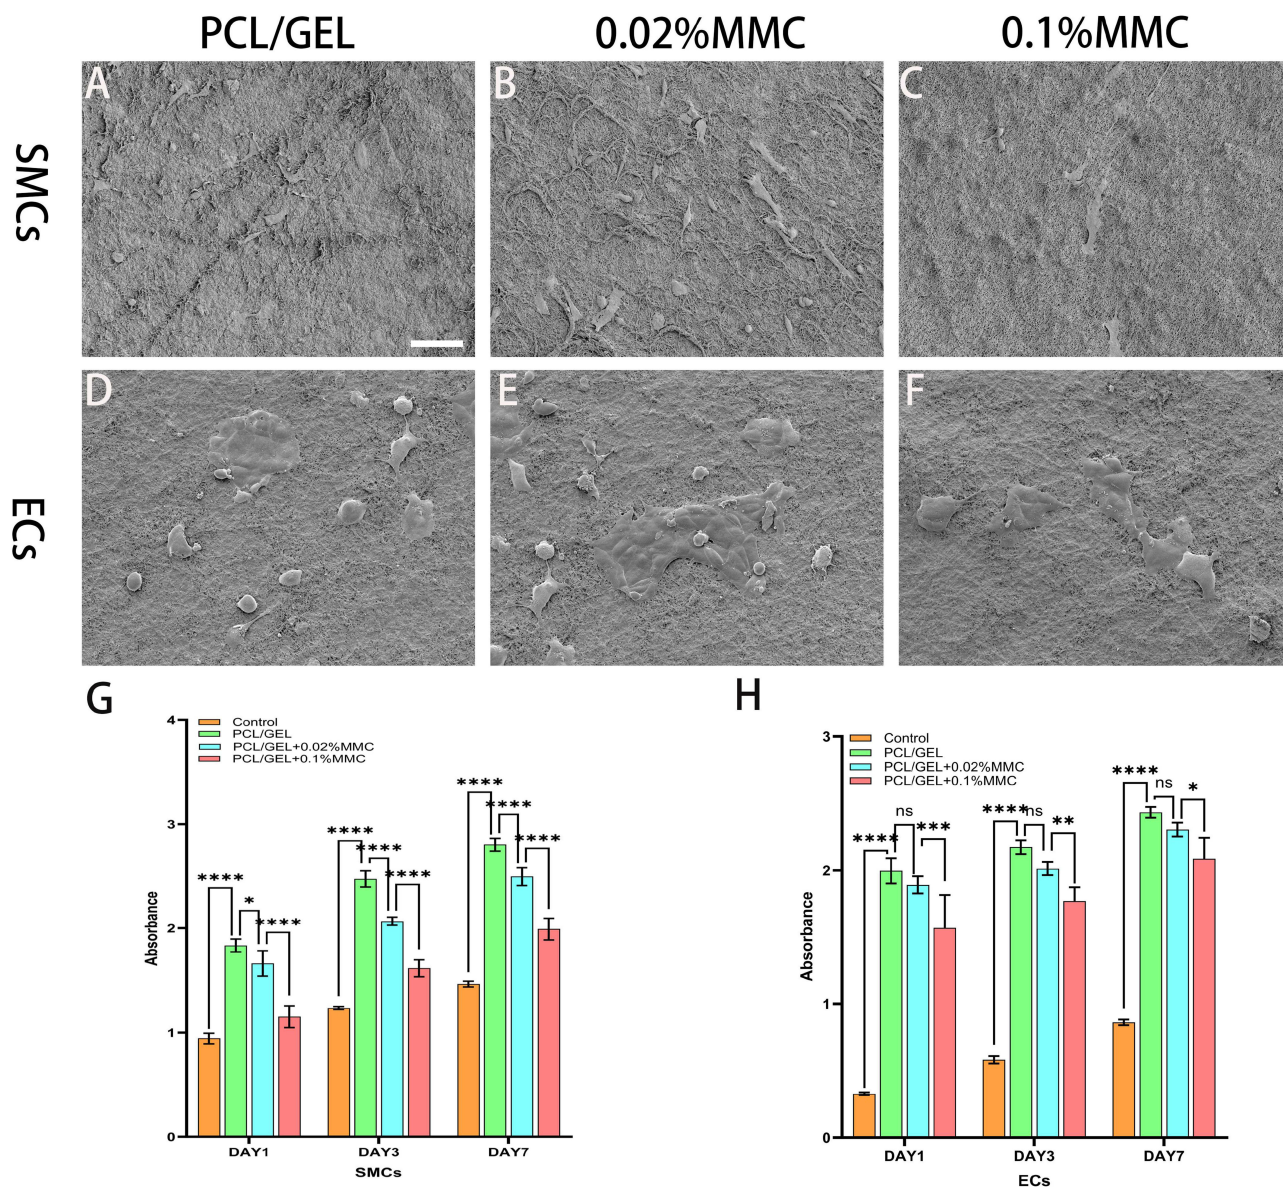 PCL/GEL
0.02%MMC
0.1%MMC
SMCs
A
B
C
ECs
D
E
F
G
Control
PCL/GEL
PCL/GEL+0.02%MMC
PCL/GEL+0.1%MMC
Absorbance
4
3
2
1
0
****
*
****
****
****
****
****
****
****
DAY1
DAY3
DAY7
SMCs
H
Control
PCL/GEL
PCL/GEL+0.02%MMC
PCL/GEL+0.1%MMC
Absorbance
3
2
1
0
****
ns
***
****
ns
**
****
ns
*
DAY1
DAY3
DAY7
ECs